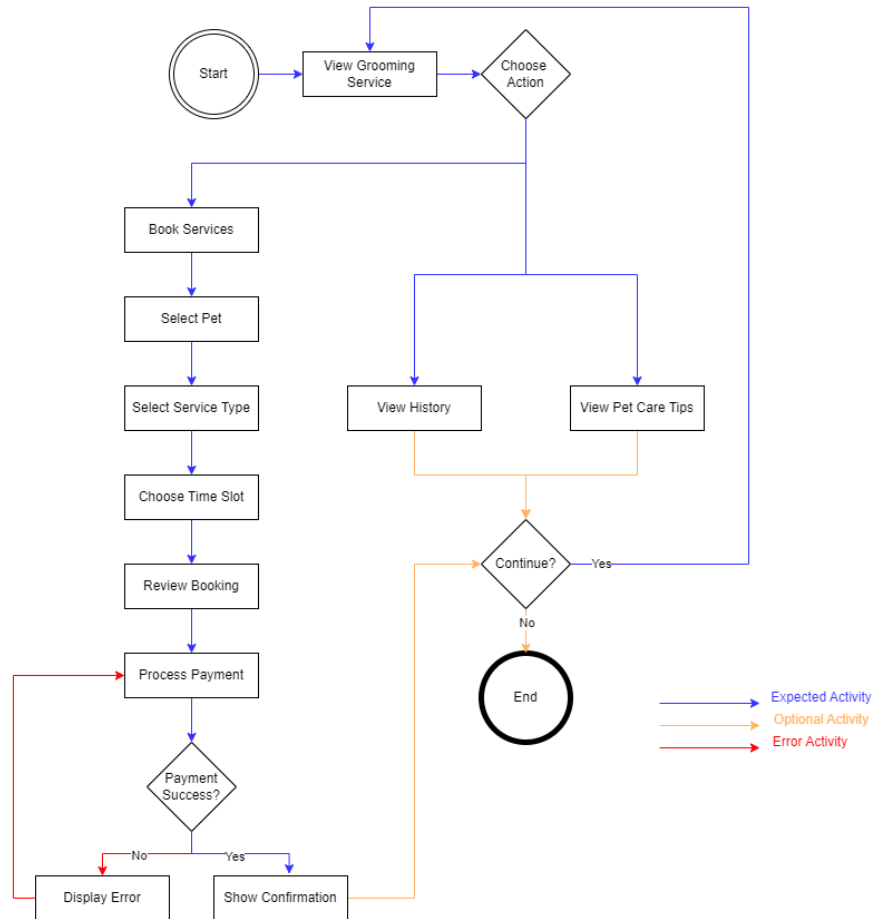 Start
View Grooming
Service
Choose
Action
Book Services
Select Pet
Select Service Type
View History
View Pet Care Tips
Choose Time Slot
Continue?
Yes
Review Booking
No
Process Payment
End
Expected Activity
Optional Activity
Error Activity
Payment
Success?
No
Yes
Display Error
Show Confirmation